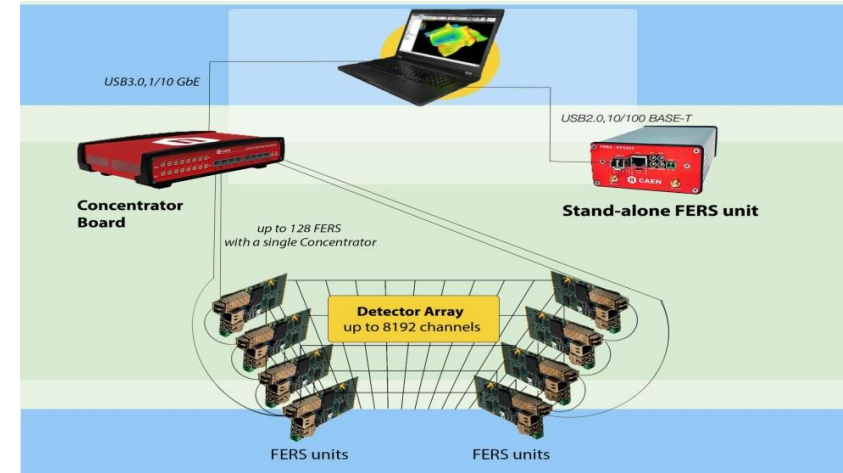 USB3.0,1/10 GbE
USB2.0,10/100 BASE-T
CAEN
Concentrator
Board
Stand-alone FERS unit
up to 128 FERS
with a single Concentrator
Detector Array
up to 8192 channels
FERS units
FERS units